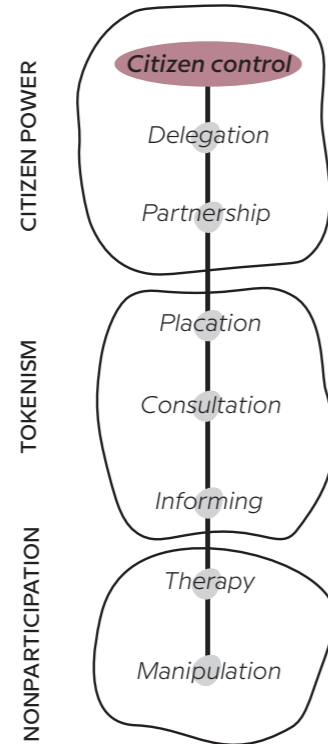 CITIZEN POWER
Citizen control
Delegation
Partnership
TOKENISM
Placation
Consultation
Informing
NONPARTICIPATION
Therapy
Manipulation